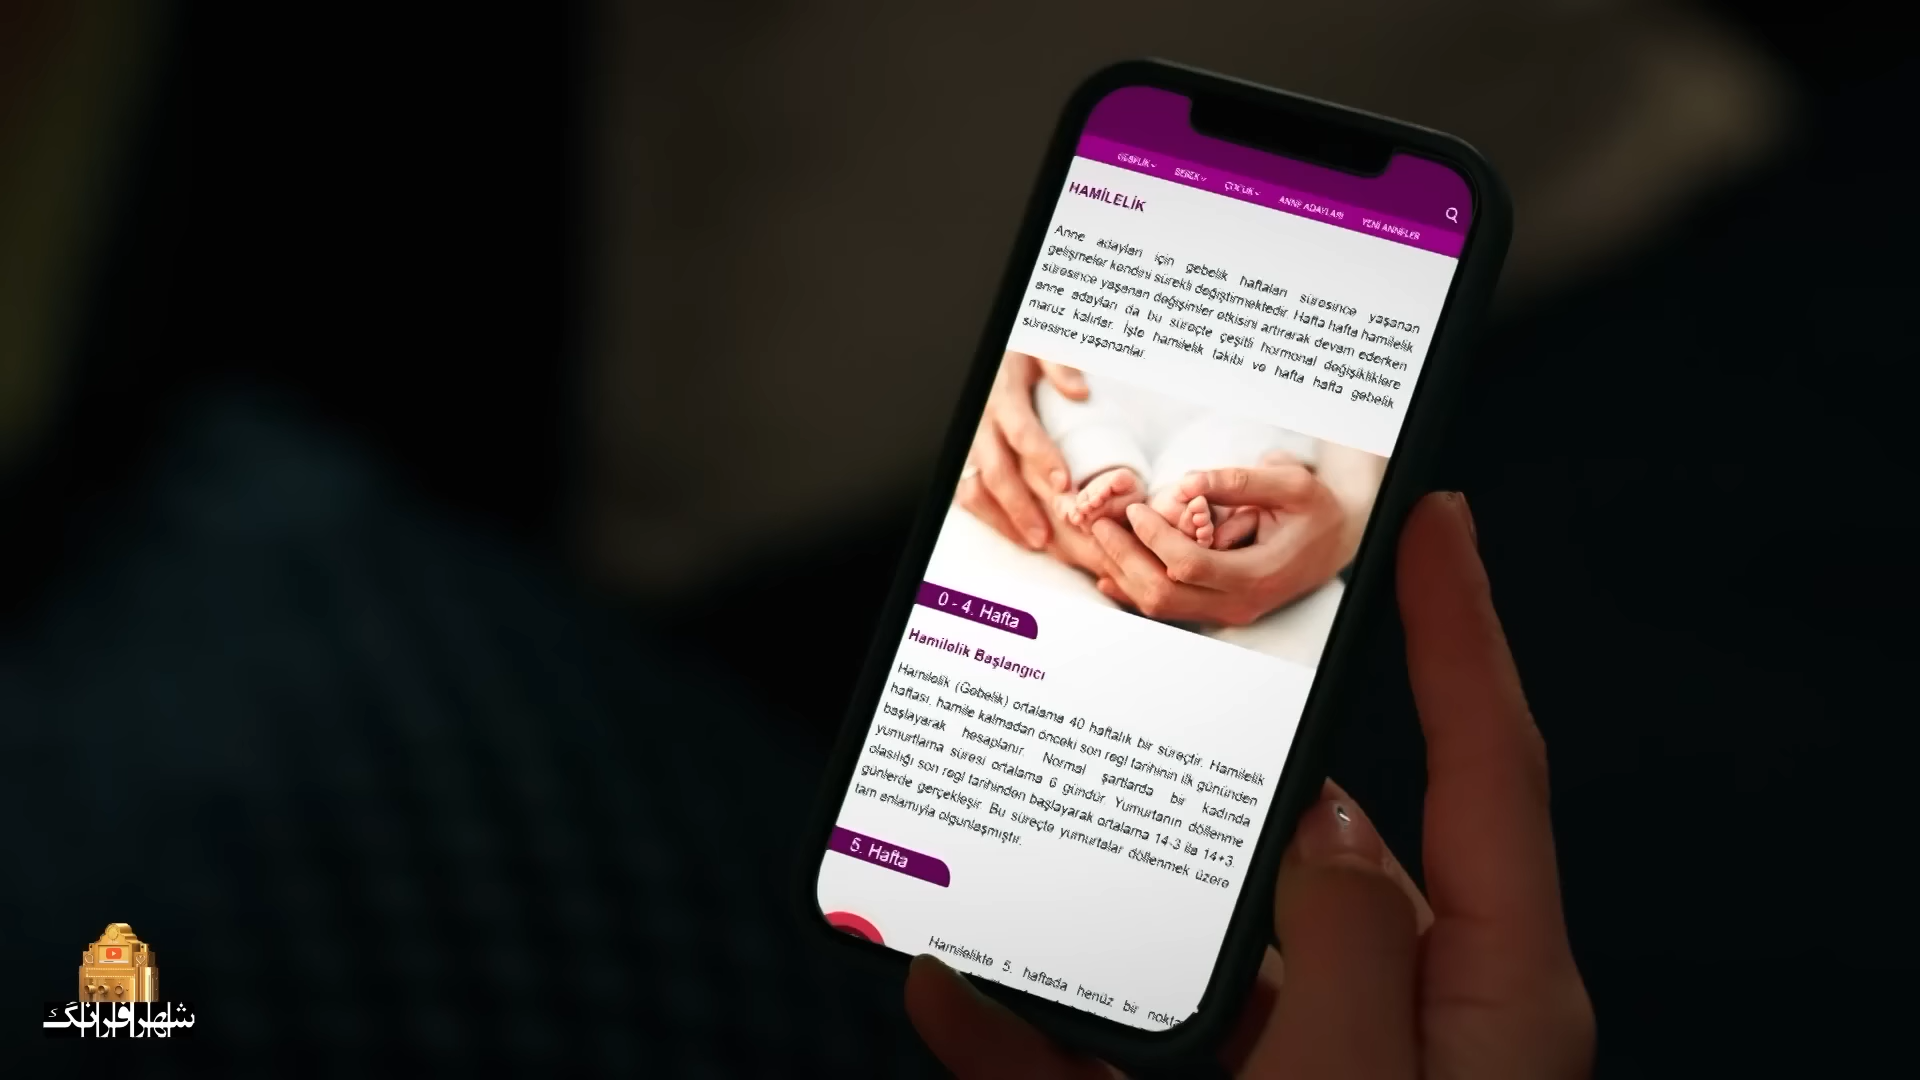 GEBELİK
BEBEK
ÇOCUK
ANNE ADAYLARI
YENİ ANNELER
HAMİLELİK
Anne adayları için gebelik haftaları süresince yaşanan
gelişmeler kendini sürekli değiştirmektedir. Hafta hafta hamilelik
süresince yaşanan değişimler etkisini artırarak devam ederken
anne adayları da bu süreçte çeşitli hormonal değişikliklere
maruz kalırlar. İşte hamilelik takibi ve hafta hafta gebelik
süresince yaşananlar.
0 - 4. Hafta
Hamilelik Başlangıcı
Hamilelik (Gebelik) ortalama 40 haftalık bir süreçtir. Hamilelik
haftası, hamile kalmadan önceki son regl tarihinin ilk gününden
başlayarak hesaplanır. Normal şartlarda bir kadında
yumurtlama süresi ortalama 6 gündür. Yumurtanın döllenme
olasılığı son regl tarihinden başlayarak ortalama 14-3 ila 14+3.
günlerde gerçekleşir. Bu süreçte yumurtalar döllenmek üzere
tam anlamıyla olgunlaşmıştır.
5. Hafta
Hamilelikte 5. haftada henüz bir nokta
شهرفرنگ